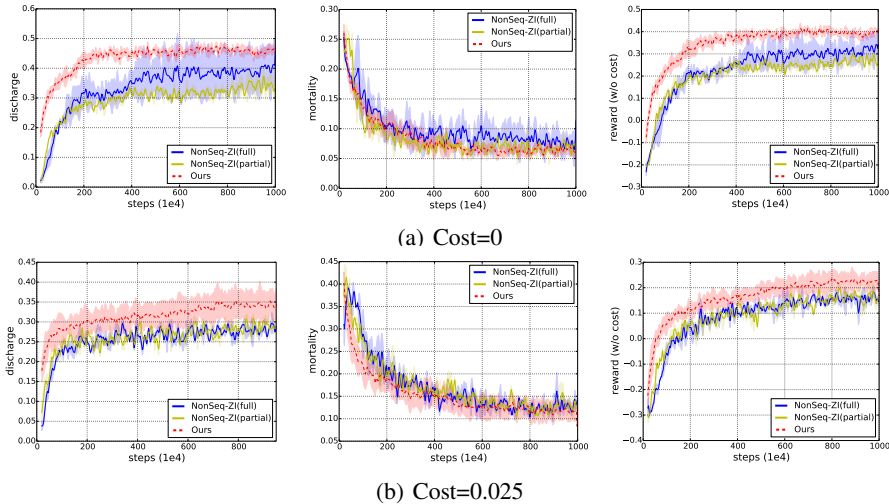 0.6
0.5
0.4
0.3
0.2
0.1
0.0
discharge
0 200 400 600 800 1000
steps (1e4)
NonSeq-ZI(full)
NonSeq-ZI(partial)
Ours
0.30
0.25
0.20
0.15
0.10
0.05
0.00
mortality
0 200 400 600 800 1000
steps (1e4)
NonSeq-ZI(full)
NonSeq-ZI(partial)
Ours
0.5
0.4
0.3
0.2
0.1
0.0
−0.1
−0.2
−0.3
reward (w/o cost)
0 200 400 600 800 1000
steps (1e4)
NonSeq-ZI(full)
NonSeq-ZI(partial)
Ours
(a) Cost=0
0.45
0.40
0.35
0.30
0.25
0.20
0.15
0.10
0.05
0.00
discharge
0 200 400 600 800
steps (1e4)
NonSeq-ZI(full)
NonSeq-ZI(partial)
Ours
0.45
0.40
0.35
0.30
0.25
0.20
0.15
0.10
0.05
mortality
0 200 400 600 800 1000
steps (1e4)
NonSeq-ZI(full)
NonSeq-ZI(partial)
Ours
0.3
0.2
0.1
0.0
−0.1
−0.2
−0.3
−0.4
reward (w/o cost)
0 200 400 600 800 1000
steps (1e4)
NonSeq-ZI(full)
NonSeq-ZI(partial)
Ours
(b) Cost=0.025